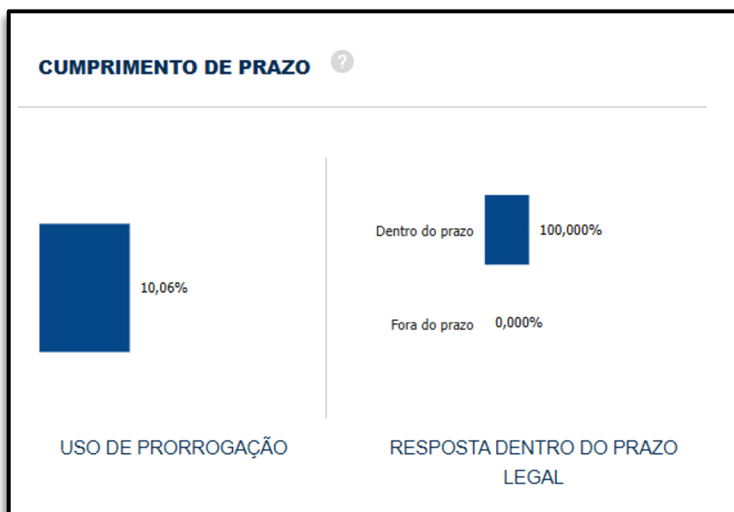 CUMPRIMENTO DE PRAZO ?
10,06%
USO DE PRORROGAÇÃO
Dentro do prazo 100,000%
Fora do prazo 0,000%
RESPOSTA DENTRO DO PRAZO
LEGAL